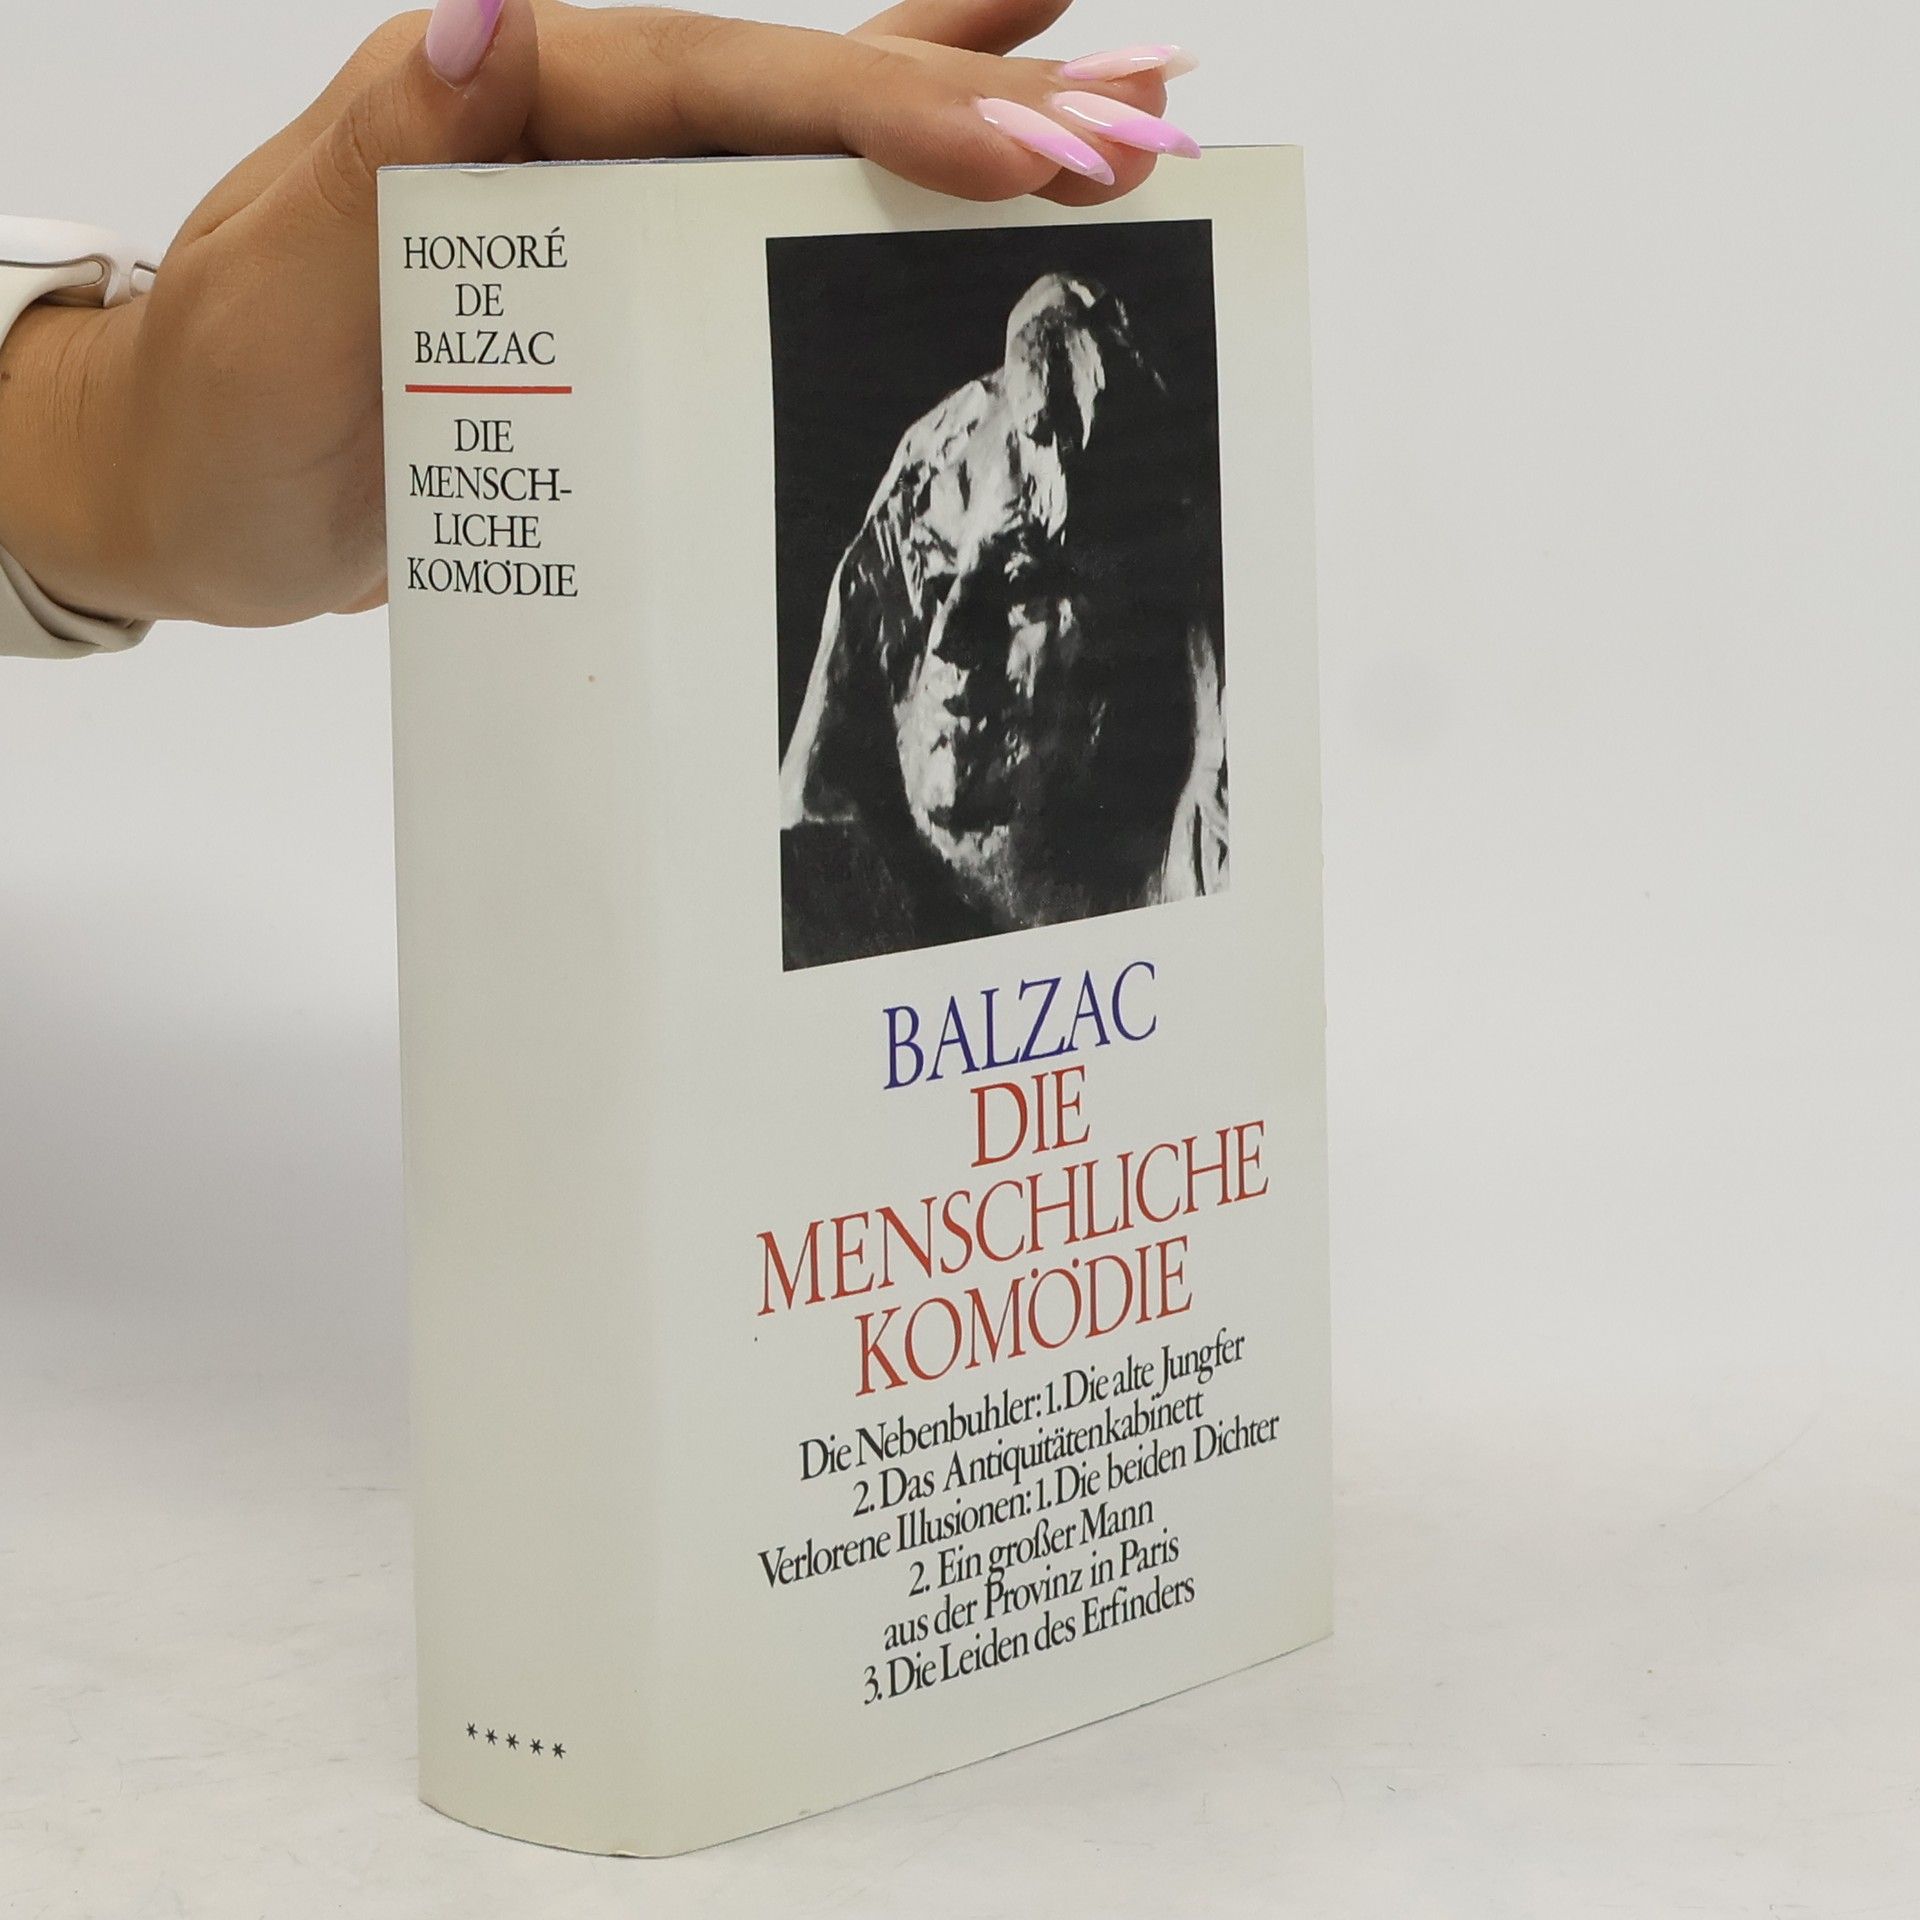 HONORÉ
DE
BALZAC
DIE
MENSCH-
LICHE
KOMÖDIE
*****
BALZAC
DIE
MENSCHLICHE
KOMÖDIE
Die Nebenbuhler: 1. Die alte Jungfer
2. Das Antiquitätenkabinett
Verlorene Illusionen: 1. Die beiden Dichter
2. Ein großer Mann
aus der Provinz in Paris
3. Die Leiden des Erfinders